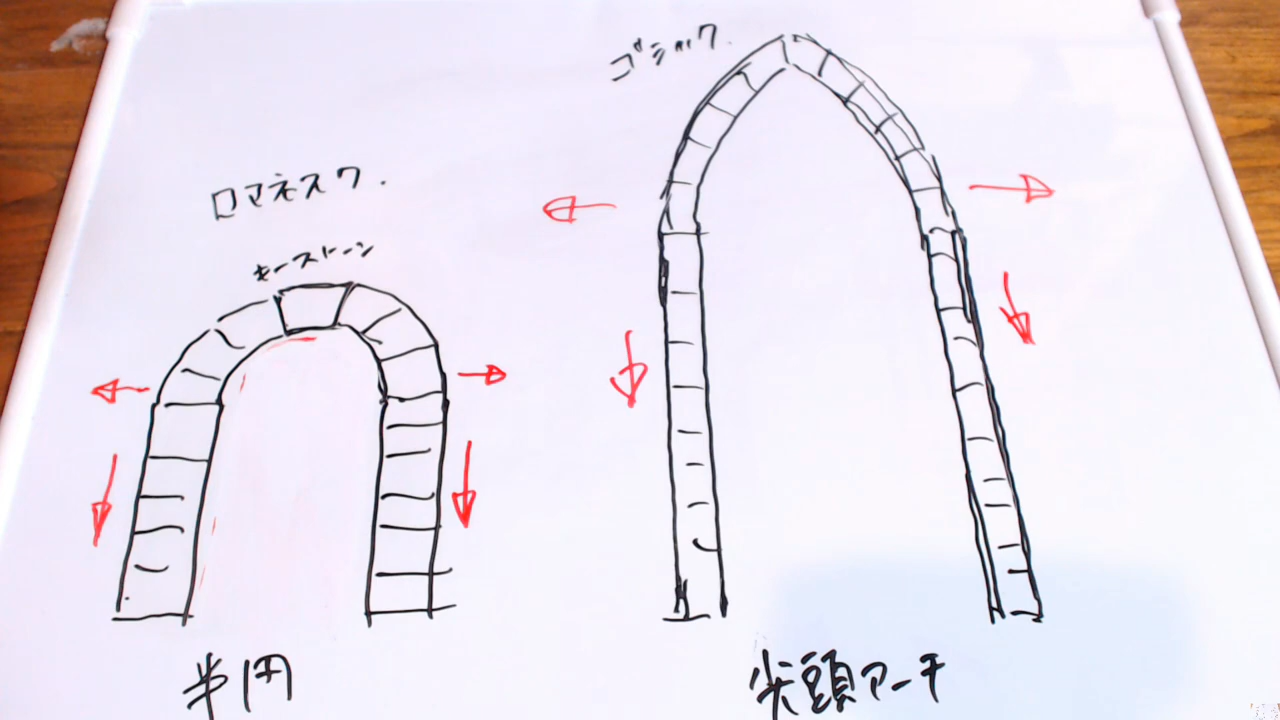 ゴシック.
ロマネスク.
キーストーン
半円
尖頭アーチ